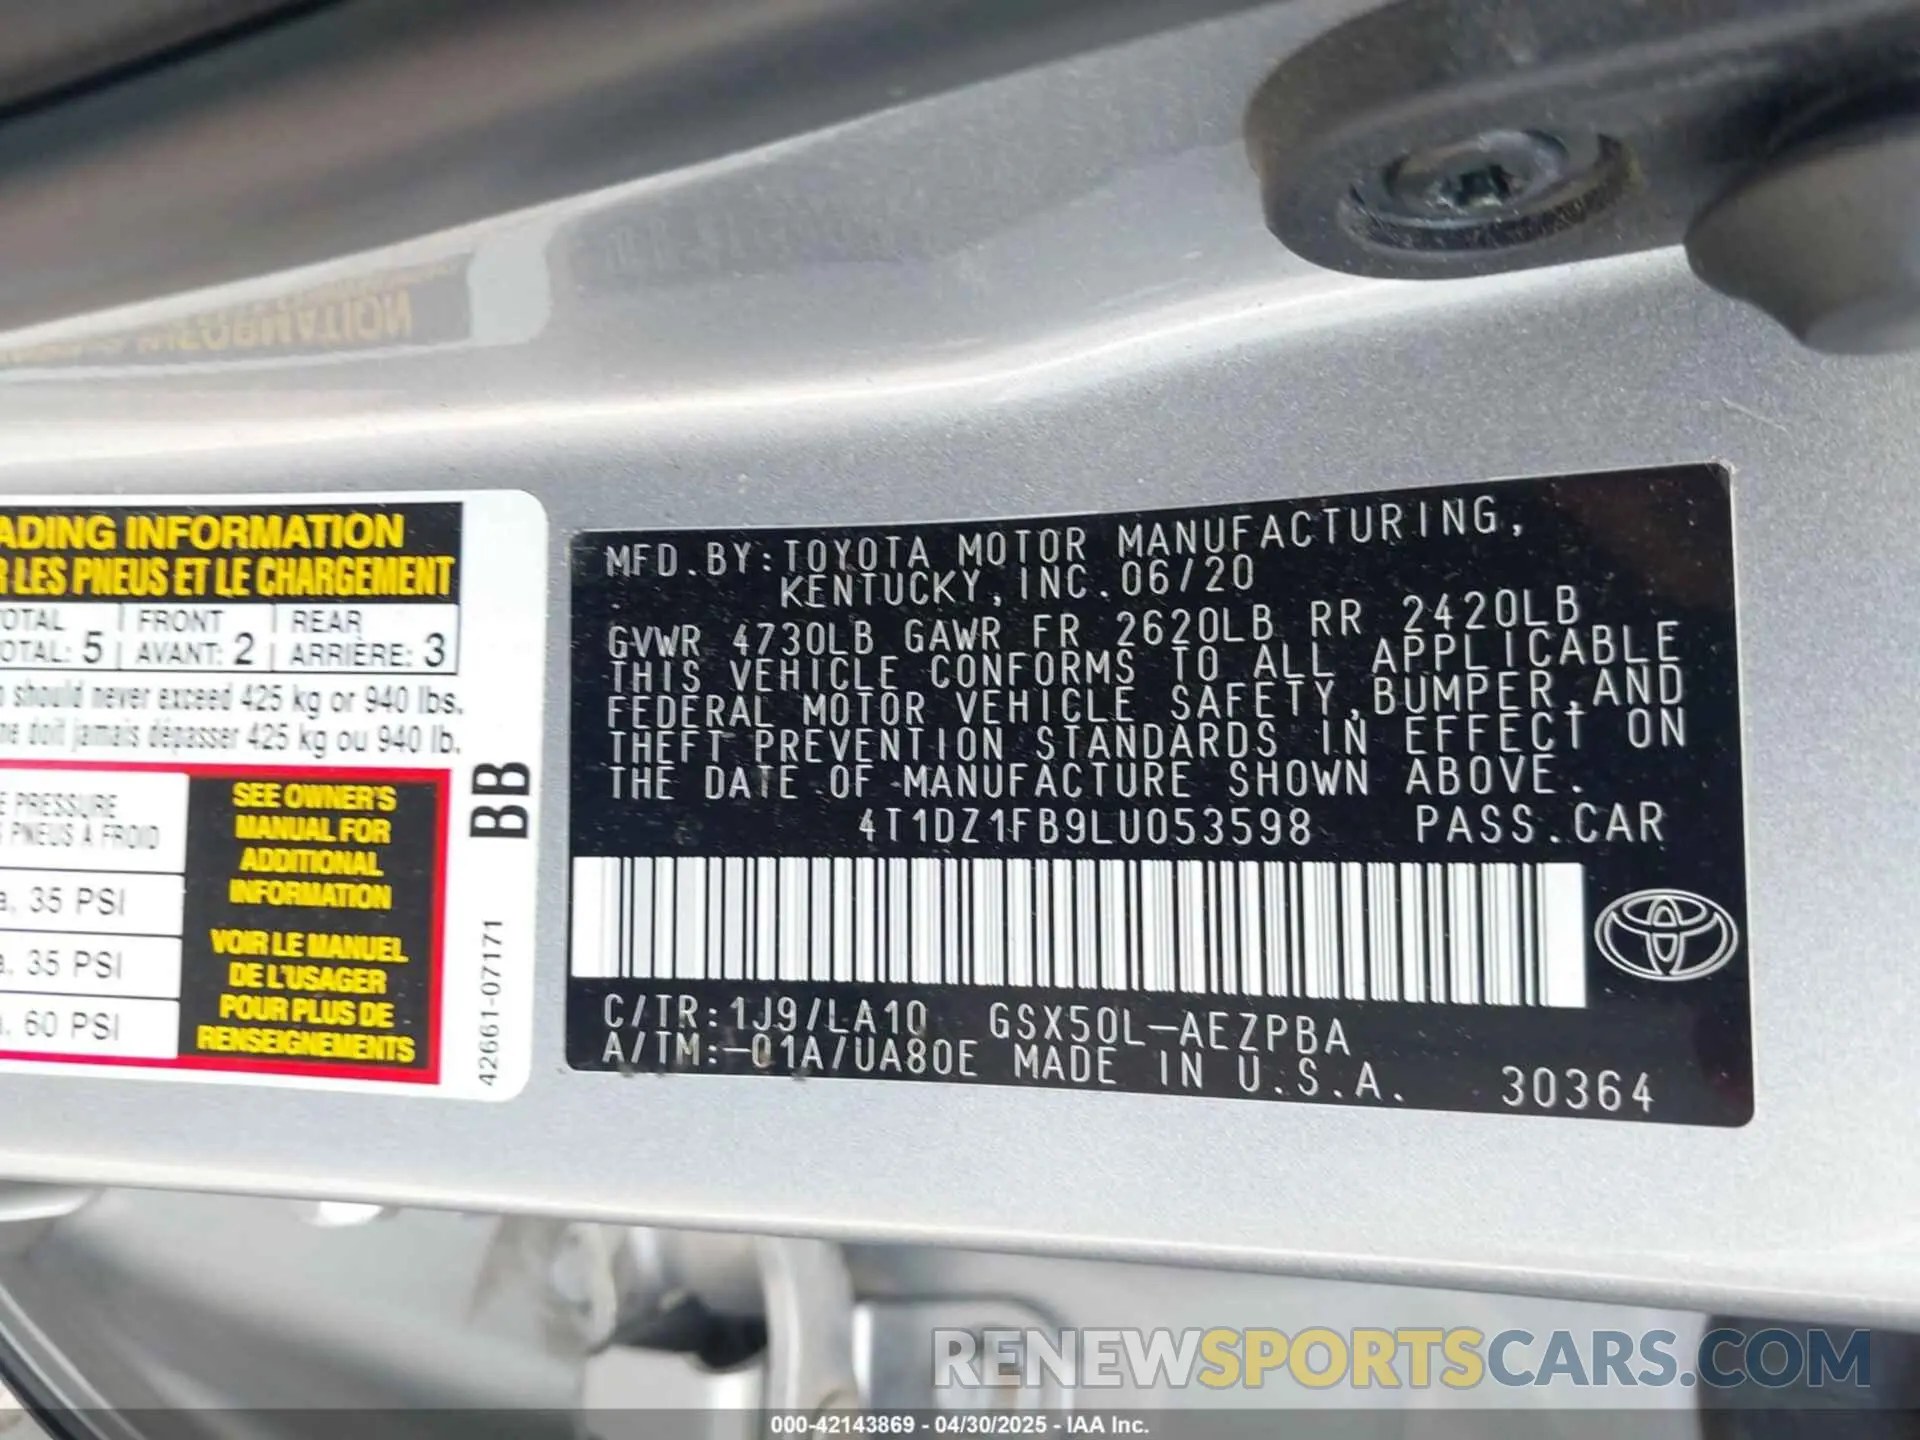 ADING INFORMATION
R LES PNEUS ET LE CHARGEMENT
OTAL FRONT REAR
OTAL: 5 AVANT: 2 ARRIÈRE: 3
should never exceed 425 kg or 940 lbs.
ne doit jamais dépasser 425 kg ou 940 lb.
E PRESSURE
PNEUS À FROID
35 PSI
35 PSI
60 PSI
SEE OWNER'S
MANUAL FOR
ADDITIONAL
INFORMATION
VOIR LE MANUEL
DE L'USAGER
POUR PLUS DE
RENSEIGNEMENTS
BB
42661-07171
MFD.BY:TOYOTA MOTOR MANUFACTURING,
KENTUCKY,INC.06/20
GVWR 4730LB GAWR FR 2620LB RR 2420LB
THIS VEHICLE CONFORMS TO ALL APPLICABLE
FEDERAL MOTOR VEHICLE SAFETY,BUMPER,AND
THEFT PREVENTION STANDARDS IN EFFECT ON
THE DATE OF MANUFACTURE SHOWN ABOVE.
4T1DZ1FB9LU053598 PASS.CAR
C/TR:1J9/LA10 GSX50L-AEZPBA
A/TM:-01A/UA80E MADE IN U.S.A. 30364
RENEWSPORTSCARS.COM
000-42143869 - 04/30/2025 - IAA Inc.